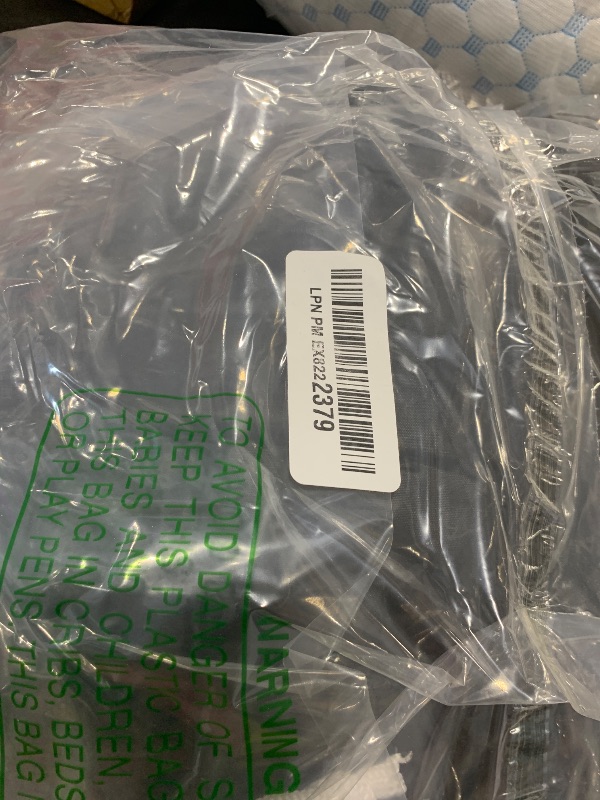 LPN PM EX8222379
WARNING
TO AVOID DANGER OF S
KEEP THIS PLASTIC BAG
BABIES AND CHILDREN.
THIS BAG IN CRIBS, BEDS
OR PLAY PENS. THIS BAG